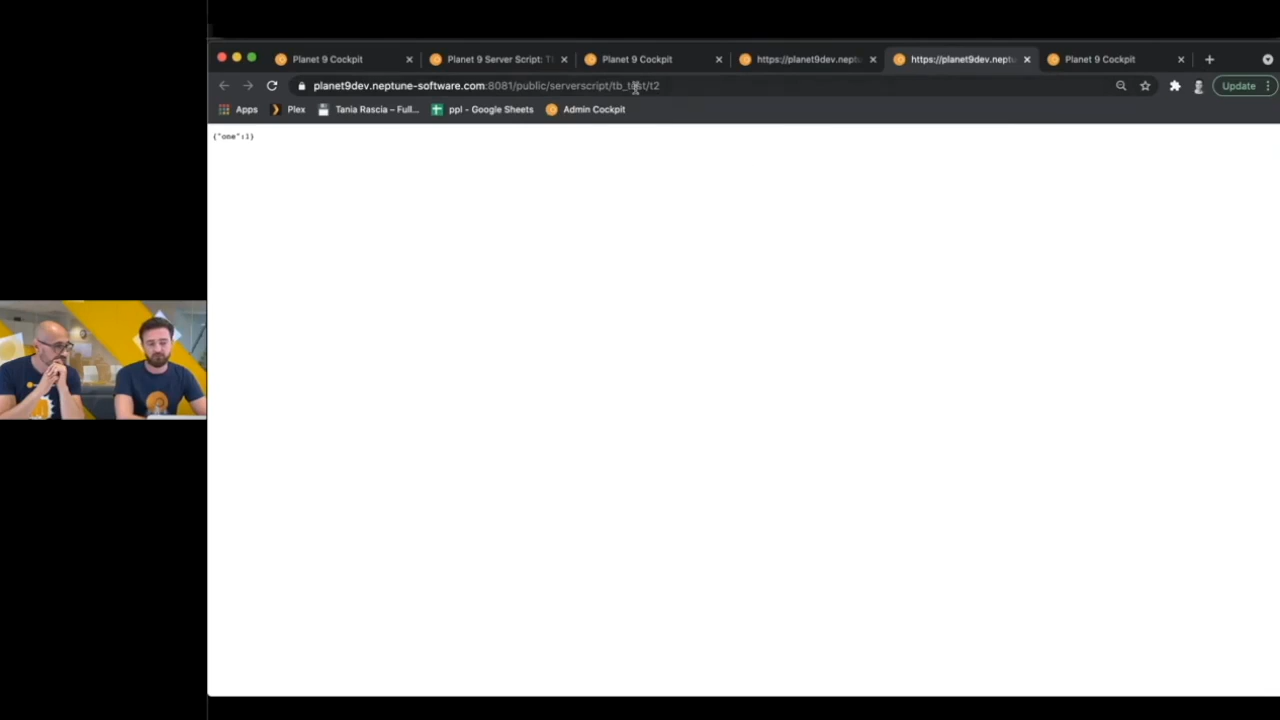 Planet 9 Cockpit
Planet 9 Server Script:
Planet 9 Cockpit
https://planet9dev.neptu
https://planet9dev.neptu
Planet 9 Cockpit
planet9dev.neptune-software.com:8081/public/serverscript/tb_test/t2
Update
Apps
Plex
Tania Rascia – Full...
ppl - Google Sheets
Admin Cockpit
{"one":1}